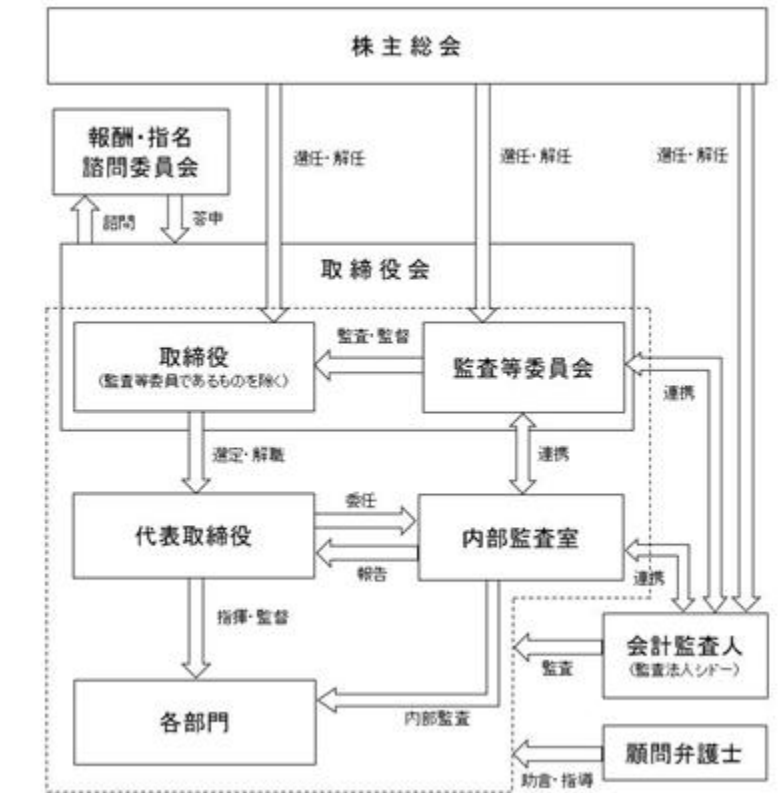 株主総会
報酬・指名
諮問委員会
選任・解任
選任・解任
選任・解任
諮問
答申
取締役会
取締役
(監査等委員であるものを除く)
監査・監督
監査等委員会
連携
選定・解職
連携
代表取締役
委任
報告
内部監査室
連携
指揮・監督
会計監査人
(監査法人シドー)
監査
各部門
内部監査
顧問弁護士
助言・指導